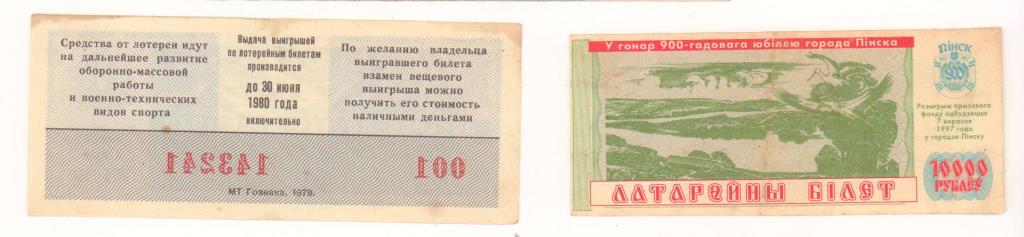 Средства от лотереи идут
на дальнейшее развитие
оборонно-массовой
работы
и военно-технических
видов спорта
Выдача выигрышей
по лотерейным билетам
производится
до 30 июня
1980 года
включительно
По желанию владельца
выигравшего билета
взамен вещевого
выигрыша можно
получить его стоимость
наличными деньгами
143241
001
МТ Гознака. 1979.
У гонар 900-гадовага юбілею горада Пінска
ПІНСК
900
Розыгрыш прызавога
фонду адбудзецца
7 верасня
1997 года
у горадзе Пінску
10000
РУБЛЁЎ
ЛАТАРЭЙНЫ БІЛЕТ